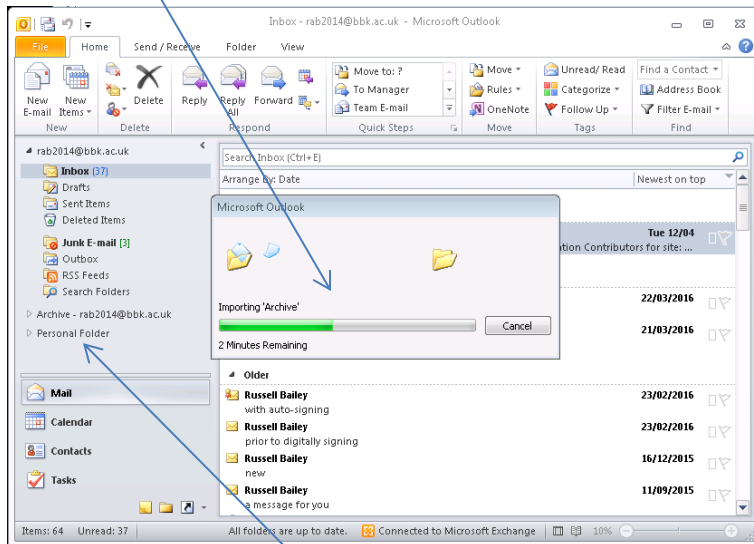 Inbox - rab2014@bbk.ac.uk - Microsoft Outlook
File Home Send / Receive Folder View
New E-mail
New Items
Delete
Reply
Reply All
Forward
Move to: ?
To Manager
Team E-mail
Move
Rules
OneNote
Unread/ Read
Categorize
Follow Up
Find a Contact
Address Book
Filter E-mail
New Delete Respond Quick Steps Move Tags Find
rab2014@bbk.ac.uk
Inbox (37)
Drafts
Sent Items
Deleted Items
Junk E-mail [3]
Outbox
RSS Feeds
Search Folders
Archive - rab2014@bbk.ac.uk
Personal Folder
Mail
Calendar
Contacts
Tasks
Search Inbox (Ctrl+E)
Arrange By: Date Newest on top
Tue 12/04
ation Contributors for site: ...
22/03/2016
21/03/2016
Microsoft Outlook
Importing 'Archive'
Cancel
2 Minutes Remaining
Older
Russell Bailey 23/02/2016
with auto-signing
Russell Bailey 23/02/2016
prior to digitally signing
Russell Bailey 16/12/2015
new
Russell Bailey 11/09/2015
a message for you
Items: 64 Unread: 37 All folders are up to date. Connected to Microsoft Exchange 10%